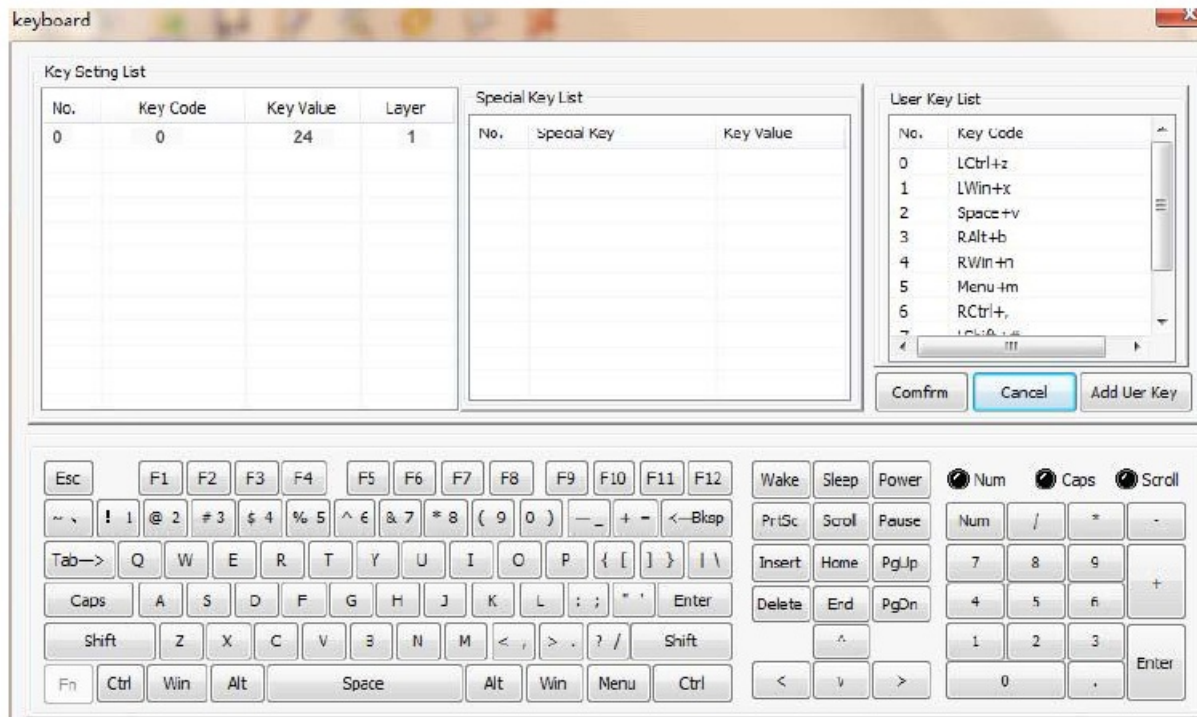 keyboard
Key Seting List
No. Key Code Key Value Layer
0 0 24 1
Special Key List
No. Special Key Key Value
User Key List
No. Key Code
0 LCtrl+z
1 LWin+x
2 Space+v
3 RAlt+b
4 RWin+n
5 Menu+m
6 RCtrl+,
Comfrm Cancel Add Uer Key
Esc F1 F2 F3 F4 F5 F6 F7 F8 F9 F10 F11 F12 Wake Sleep Power Num Caps Scroll
~ 、 ! 1 @ 2 # 3 $ 4 % 5 ^ 6 & 7 * 8 ( 9 0 ) — _ + = <—Bksp PrtSc Scrol Pause Num / * -
Tab—> Q W E R T Y U I O P { [ ] } | \ Insert Home PgUp 7 8 9 +
Caps A S D F G H J K L : ; " ' Enter Delete End PgDn 4 5 6
Shift Z X C V B N M < , > . ? / Shift ^ 1 2 3 Enter
Fn Ctrl Win Alt Space Alt Win Menu Ctrl < v > 0 .